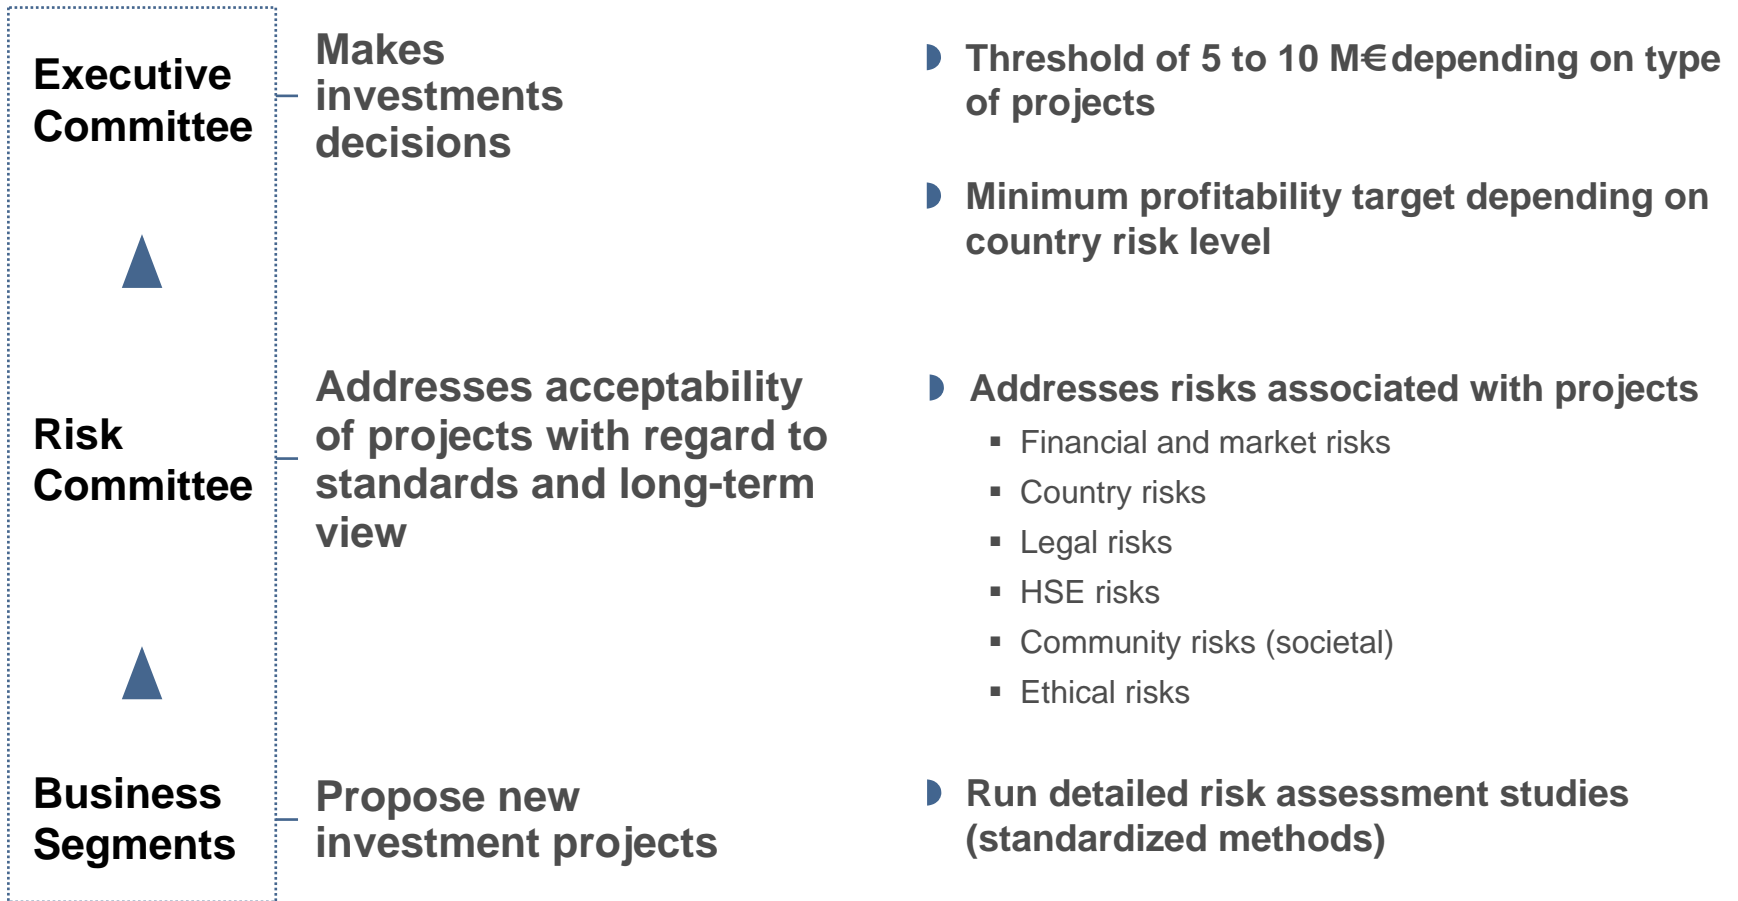 Executive
Committee
Makes
investments
decisions
Threshold of 5 to 10 M€ depending on type
of projects
Minimum profitability target depending on
country risk level
Risk
Committee
Addresses acceptability
of projects with regard to
standards and long-term
view
Addresses risks associated with projects
Financial and market risks
Country risks
Legal risks
HSE risks
Community risks (societal)
Ethical risks
Business
Segments
Propose new
investment projects
Run detailed risk assessment studies
(standardized methods)